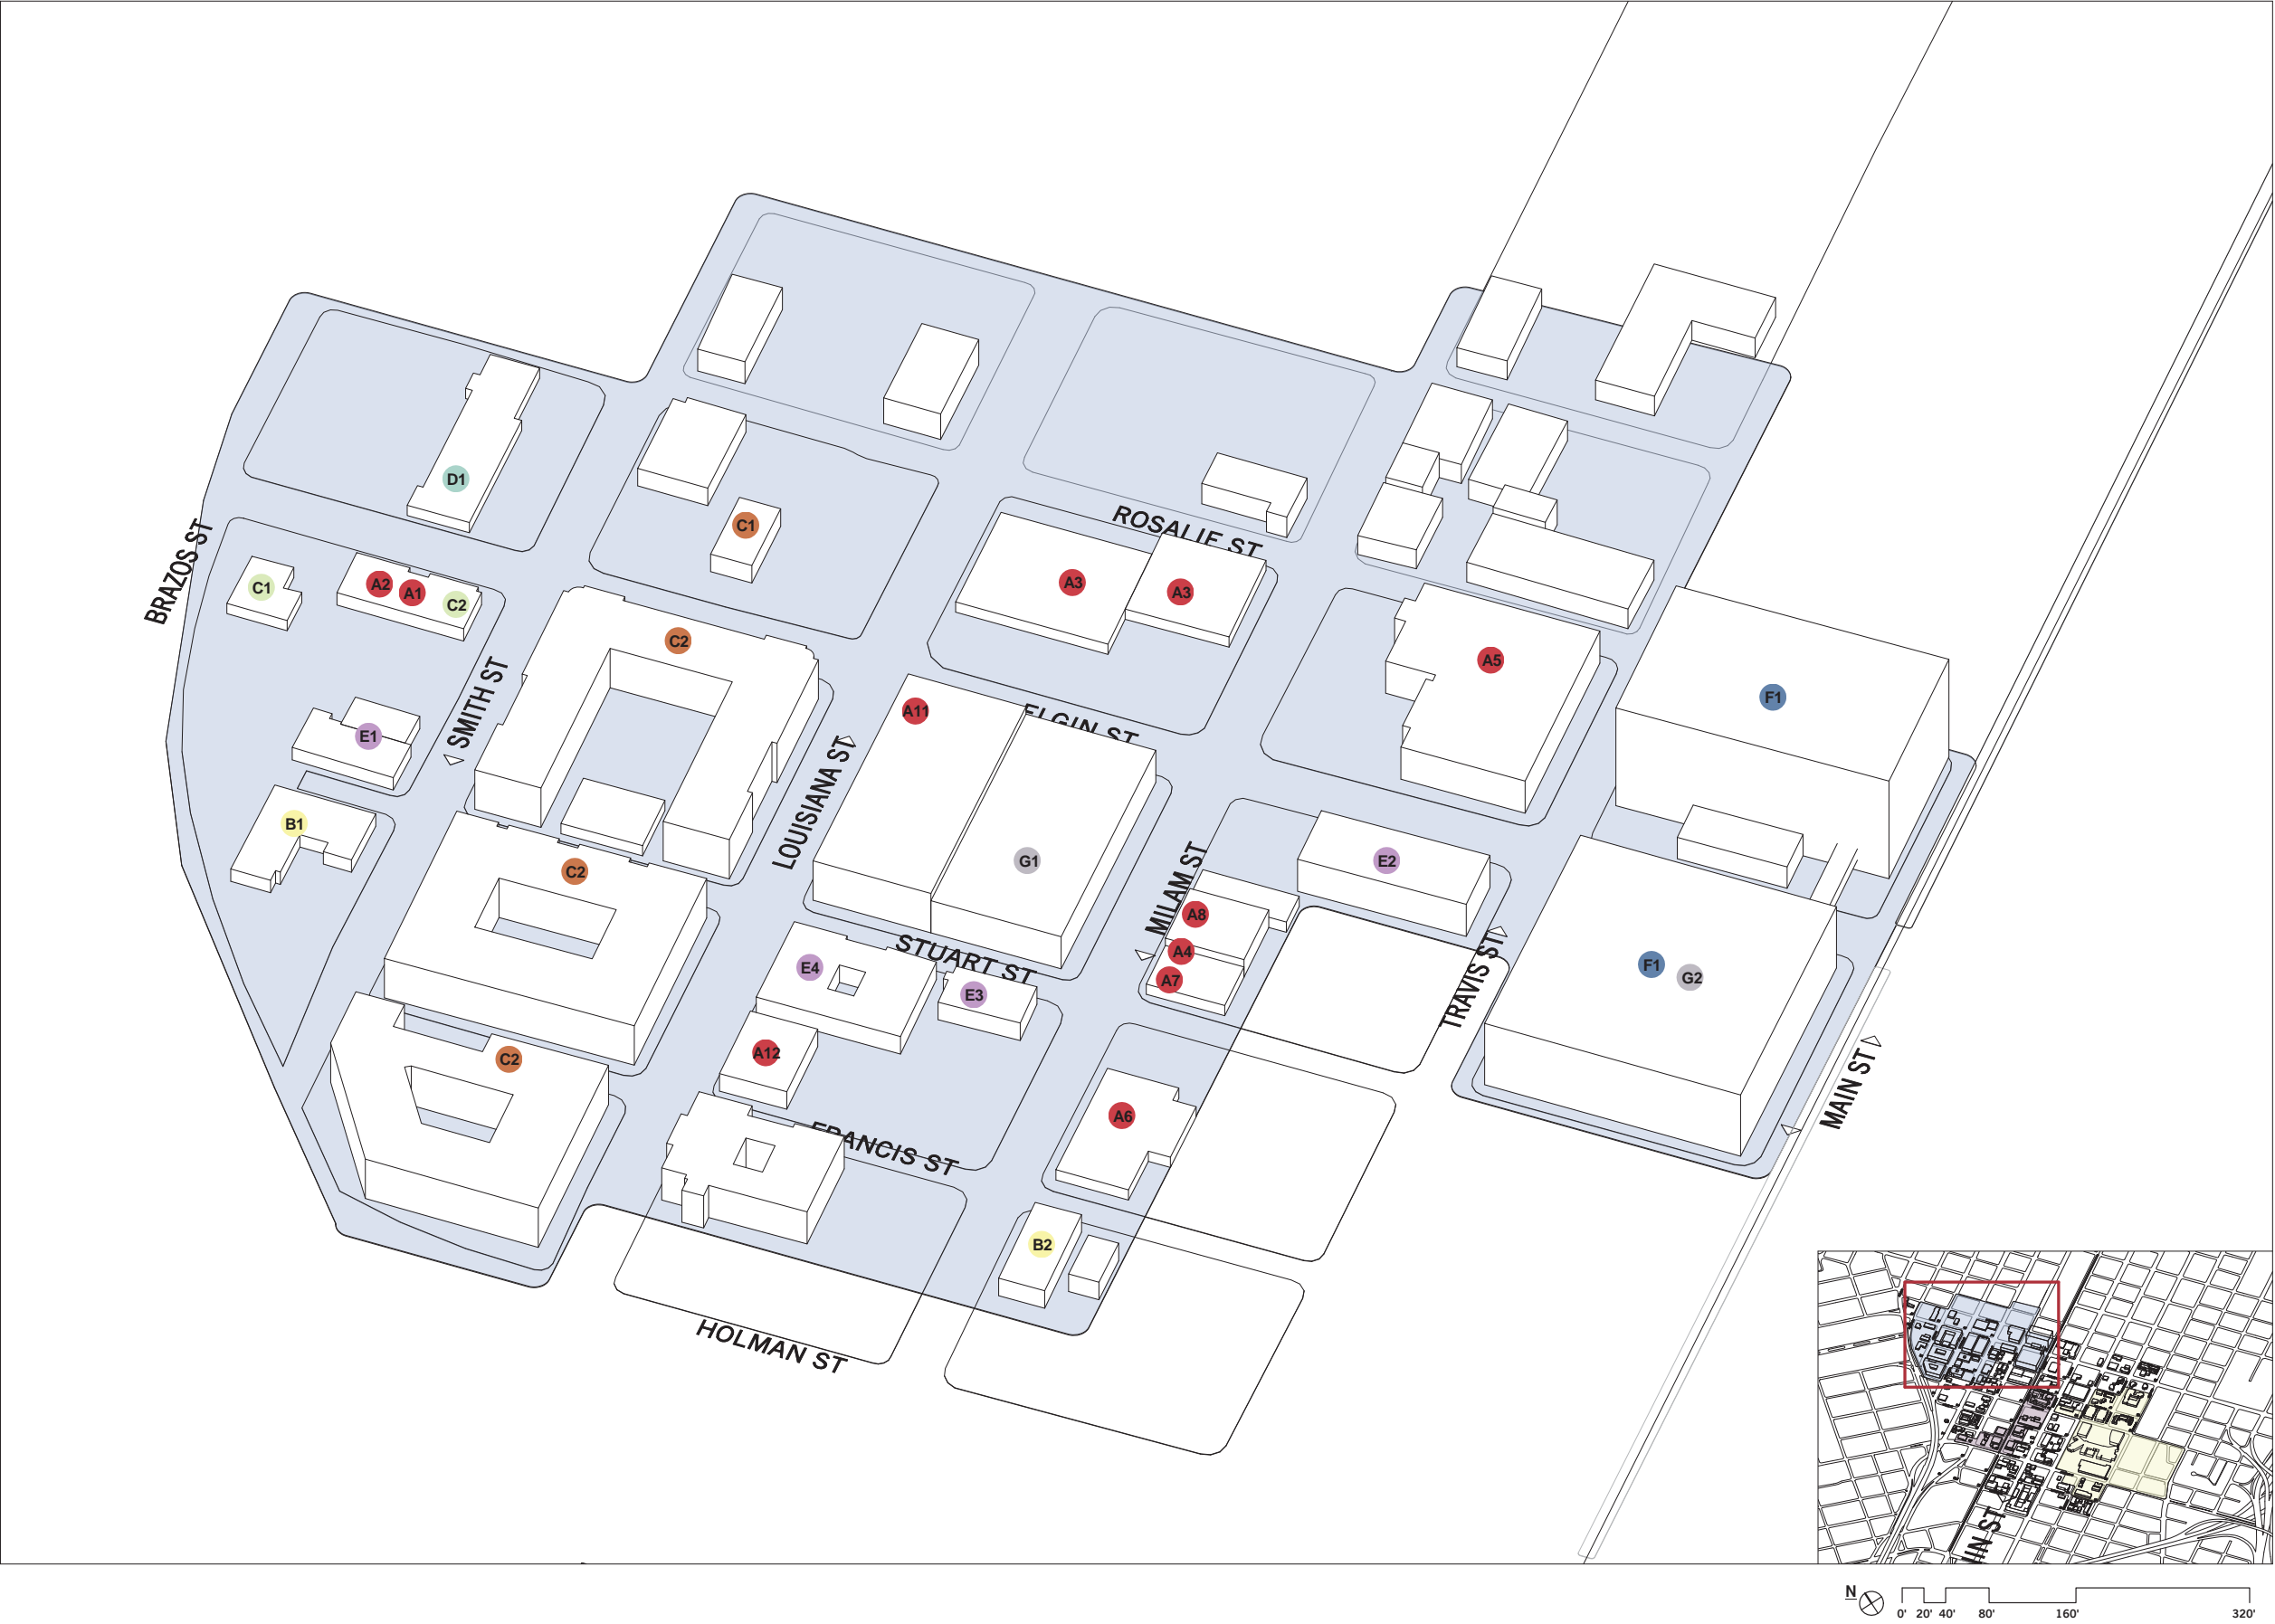 D1
C1
ROSALIE ST
BRAZOS ST
C1
A2
A1
C2
A3
A3
C2
A5
SMITH ST
F1
A11
ELGIN ST
E1
LOUISIANA ST
B1
C2
G1
E2
MILAM ST
A8
STUART ST
A4
E4
A7
E3
TRAVIS ST
F1
G2
C2
A12
MAIN ST
A6
FRANCIS ST
B2
HOLMAN ST
IN ST
N
0' 20' 40' 80' 160' 320'